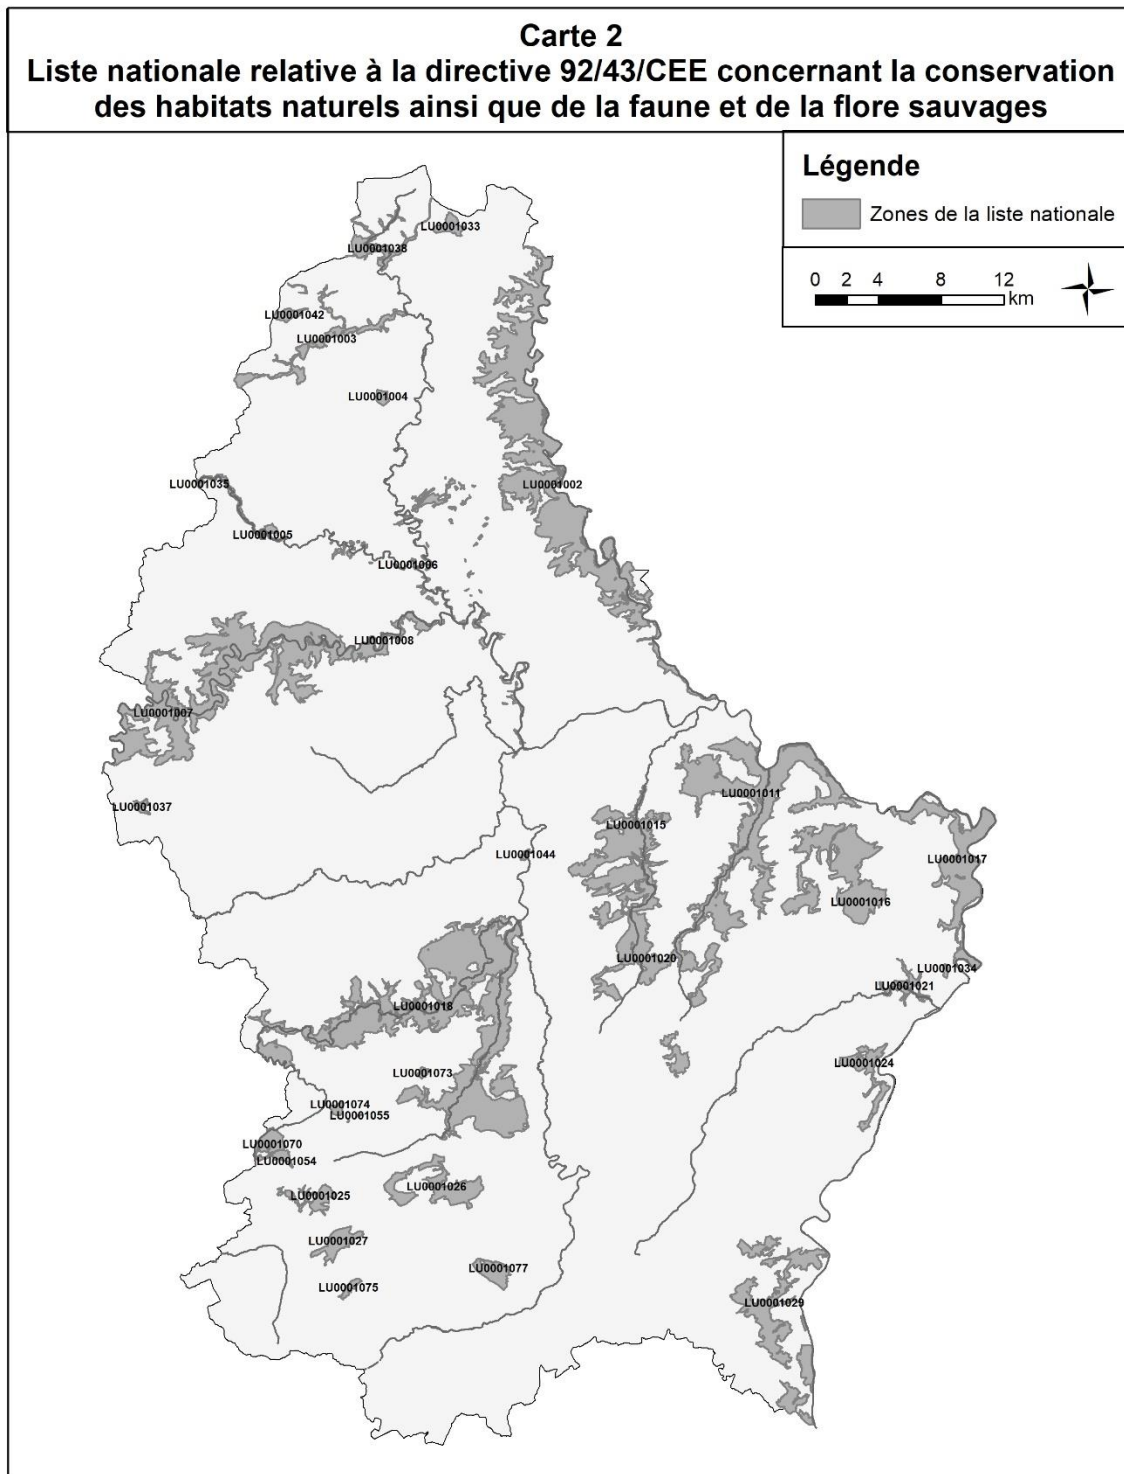 Carte 2
Liste nationale relative à la directive 92/43/CEE concernant la conservation
des habitats naturels ainsi que de la faune et de la flore sauvages
Légende
Zones de la liste nationale
0 2 4 8 12
km
LU0001033
LU0001038
LU0001042
LU0001003
LU0001004
LU0001035
LU0001002
LU0001005
LU0001006
LU0001008
LU0001007
LU0001037
LU0001011
LU0001015
LU0001044
LU0001017
LU0001016
LU0001020
LU0001034
LU0001021
LU0001018
LU0001024
LU0001073
LU0001074
LU0001055
LU0001070
LU0001054
LU0001026
LU0001025
LU0001027
LU0001077
LU0001075
LU0001029